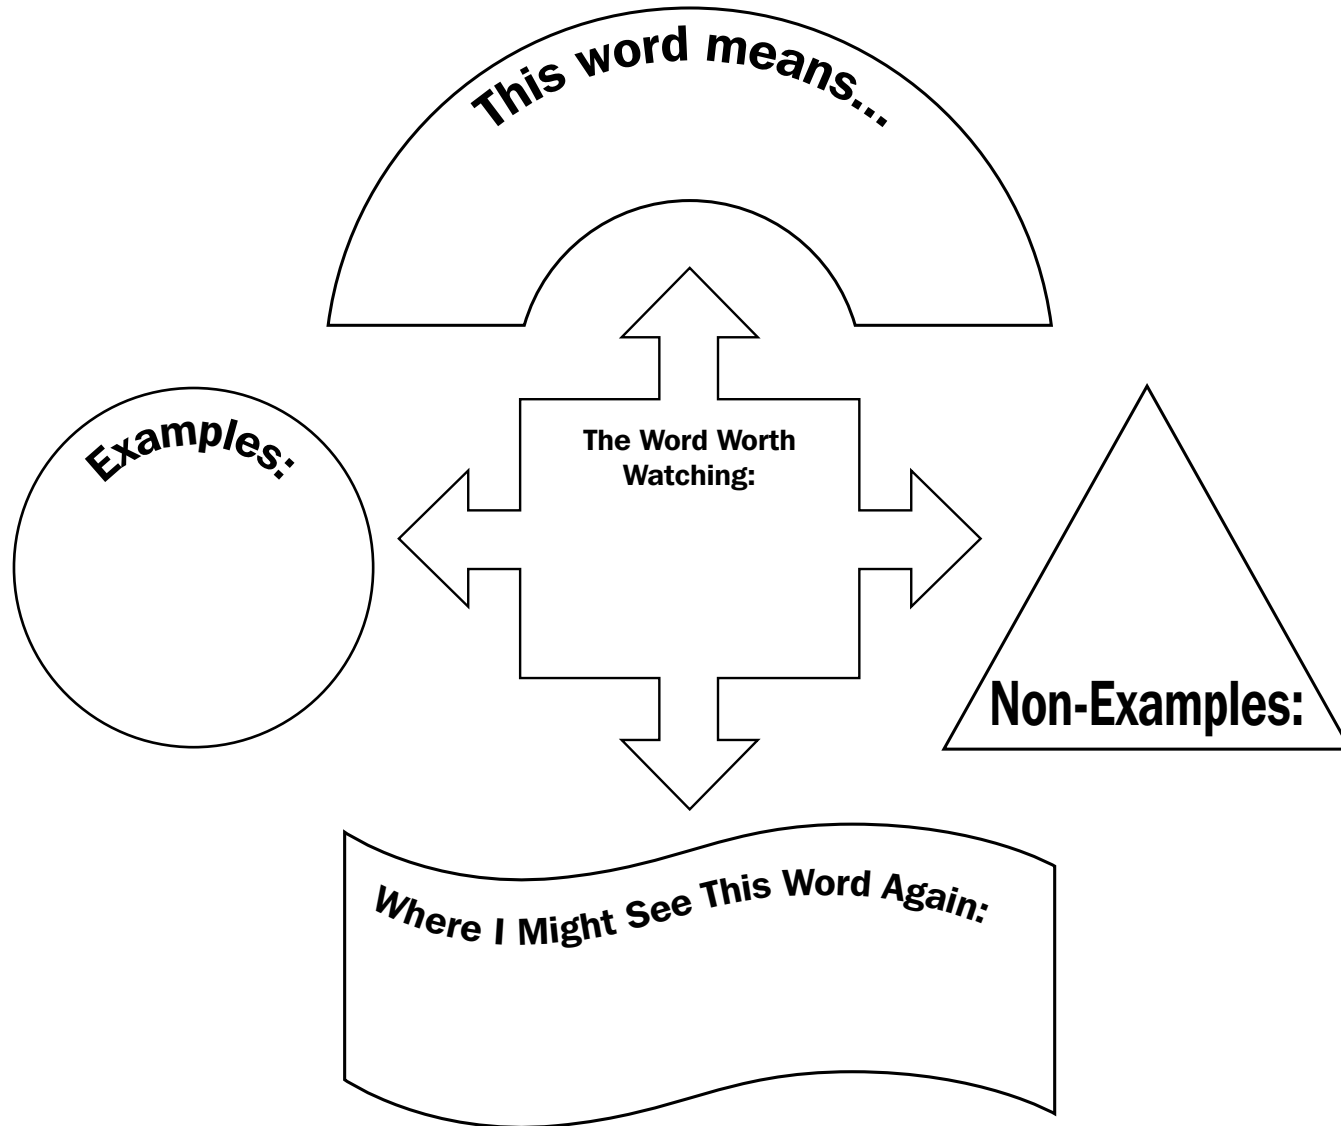 This word means...
Examples:
The Word Worth
Watching:
Non-Examples:
Where I Might See This Word Again: